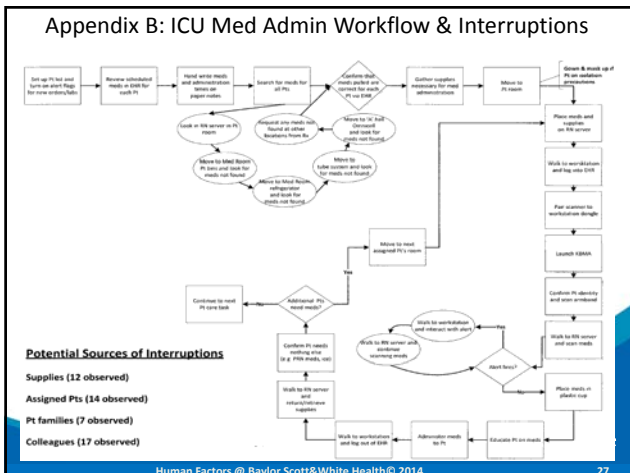 Appendix B: ICU Med Admin Workflow & Interruptions
Set up Pt list and
turn on alert flags
for new orders/labs
Review scheduled
meds in EHR for
each Pt
Hand write meds
and administration
times on
paper notes
Search for meds for
all Pts
Confirm that
meds pulled are
correct for each
Pt via EHR
Gather supplies
necessary for med
administration
Move to
Pt room
Gown & mask up if
Pt on isolation
precautions
Look in RN server in Pt
room
Move to Med Room
Pt bins and look for
meds not found
Move to Med Room
refrigerator and look
for meds not found
Move to
tube system and look
for meds not found
Move to
and look for
meds not found
Request any meds not
found at other
locations from Rx
Place meds and
supplies
on RN server
Walk to workstation
and log into EHR
Pair scanner to
workstation dongle
Launch KBMA
Confirm Pt identity
and scan armband
Walk to RN server
and scan meds
Alert fires?
Yes
No
Walk to workstation
and interact with alert
Walk to RN server and
continue
scanning meds
Place meds in
plastic cup
Educate Pt on meds
Administer meds
to Pt
Walk to workstation
and log out of EHR
Walk to RN server
and
return/retrieve
supplies
Confirm Pt needs
nothing else
(e.g. PRN meds, ice)
Additional Pts
need meds?
Yes
No
Move to next
assigned Pt's room
Continue to next
Pt care task
Potential Sources of Interruptions
Supplies (12 observed)
Assigned Pts (14 observed)
Pt families (7 observed)
Colleagues (17 observed)
Human Factors @ Baylor Scott&White Health© 2014
27